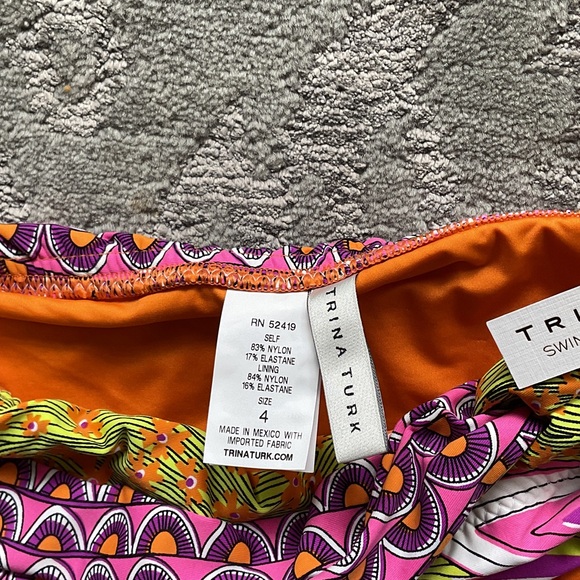 RN 52419
SELF
83% NYLON
17% ELASTANE
LINING
84% NYLON
16% ELASTANE
SIZE
4
MADE IN MEXICO WITH
IMPORTED FABRIC
TRINATURK.COM
TRINA TURK
TRI
SWIM